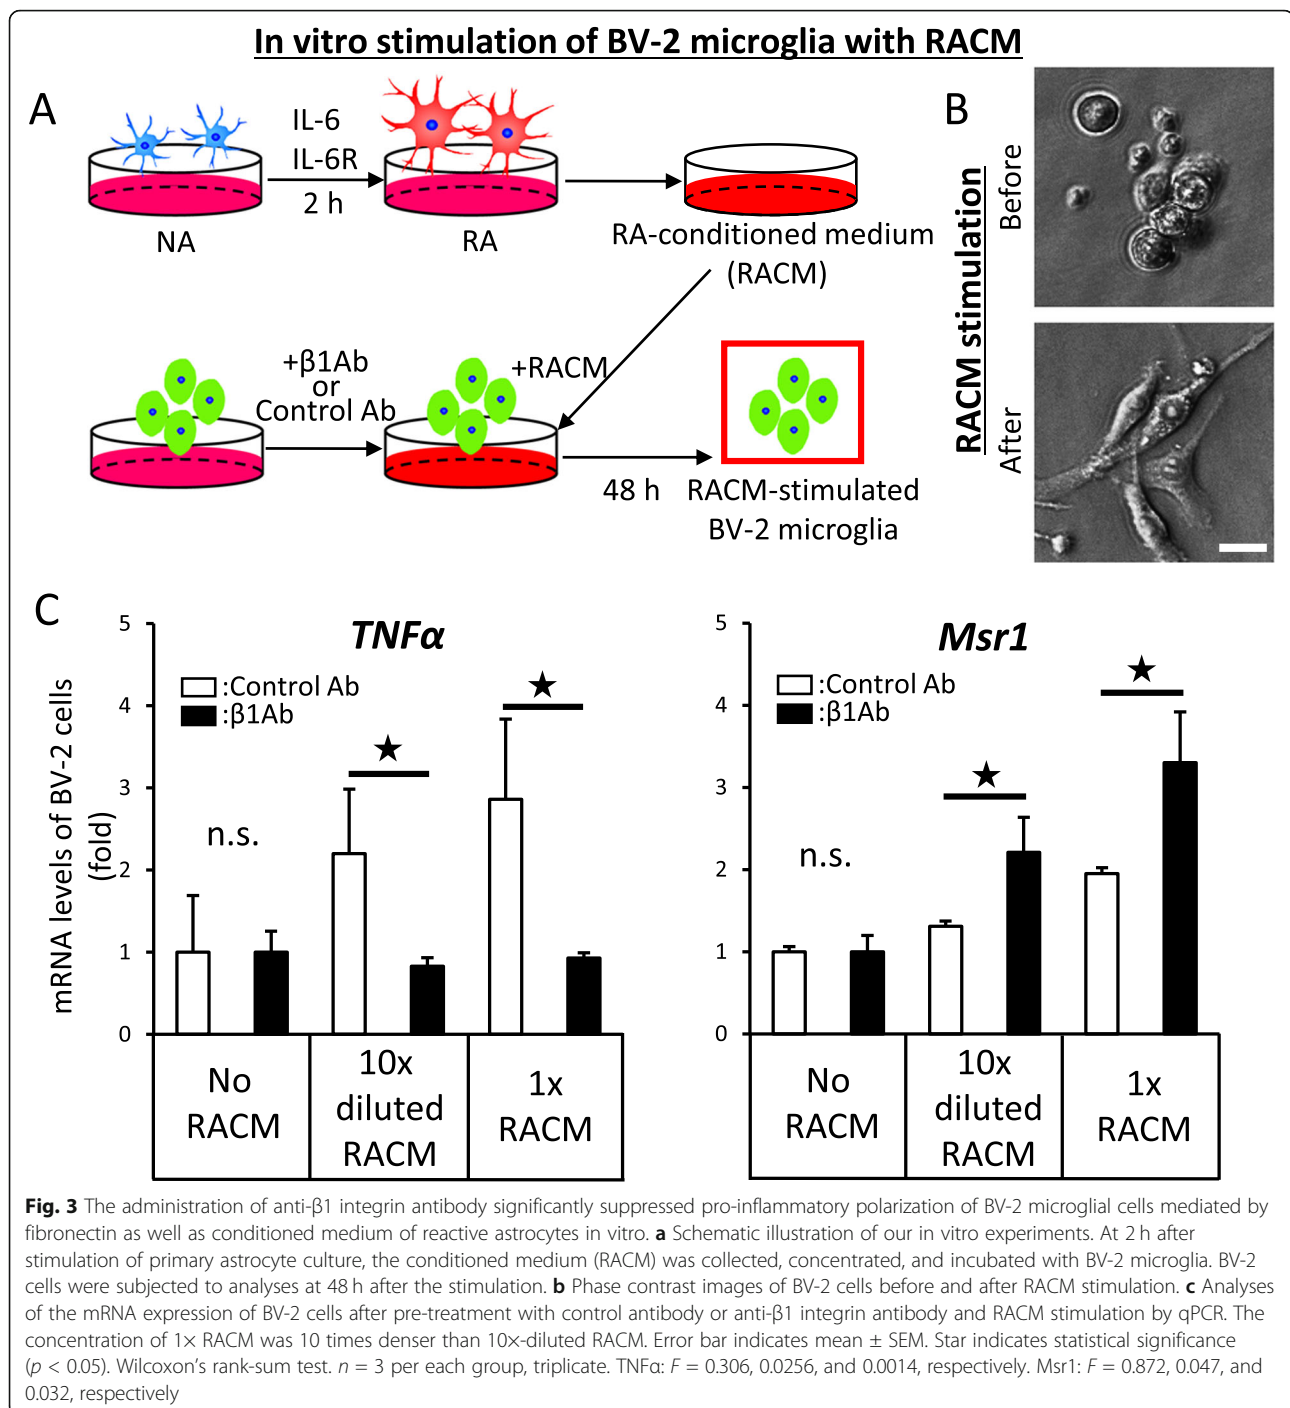 In vitro stimulation of BV-2 microglia with RACM
A
IL-6
IL-6R
2 h
NA
RA
RA-conditioned medium
(RACM)
+β1Ab
or
Control Ab
+RACM
48 h
RACM-stimulated
BV-2 microglia
B
RACM stimulation
Before
After
C
mRNA levels of BV-2 cells
(fold)
TNFα
5
4
3
2
1
0
:Control Ab
:β1Ab
n.s.
★
★
No
RACM
10x
diluted
RACM
1x
RACM
Msr1
5
4
3
2
1
0
:Control Ab
:β1Ab
n.s.
★
★
No
RACM
10x
diluted
RACM
1x
RACM
Fig. 3 The administration of anti-β1 integrin antibody significantly suppressed pro-inflammatory polarization of BV-2 microglial cells mediated by
fibronectin as well as conditioned medium of reactive astrocytes in vitro. a Schematic illustration of our in vitro experiments. At 2 h after
stimulation of primary astrocyte culture, the conditioned medium (RACM) was collected, concentrated, and incubated with BV-2 microglia. BV-2
cells were subjected to analyses at 48 h after the stimulation. b Phase contrast images of BV-2 cells before and after RACM stimulation. c Analyses
of the mRNA expression of BV-2 cells after pre-treatment with control antibody or anti-β1 integrin antibody and RACM stimulation by qPCR. The
concentration of 1× RACM was 10 times denser than 10×-diluted RACM. Error bar indicates mean ± SEM. Star indicates statistical significance
(p < 0.05). Wilcoxon's rank-sum test. n = 3 per each group, triplicate. TNFα: F = 0.306, 0.0256, and 0.0014, respectively. Msr1: F = 0.872, 0.047, and
0.032, respectively